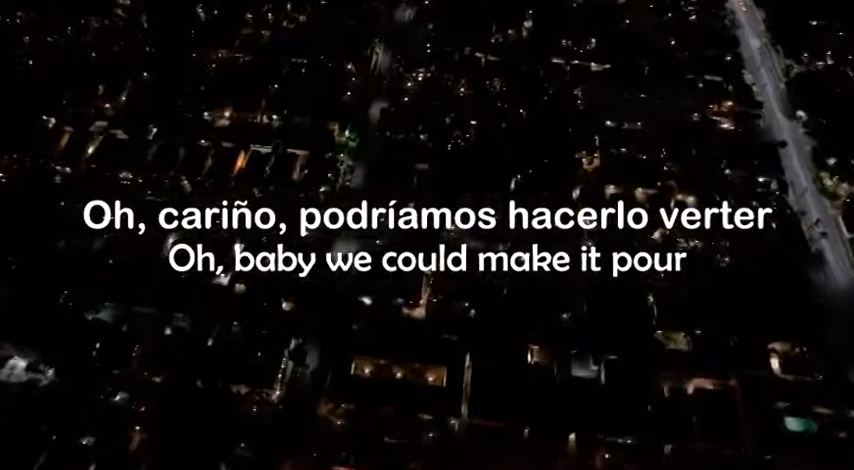 Oh, cariño, podríamos hacerlo verter
Oh, baby we could make it pour